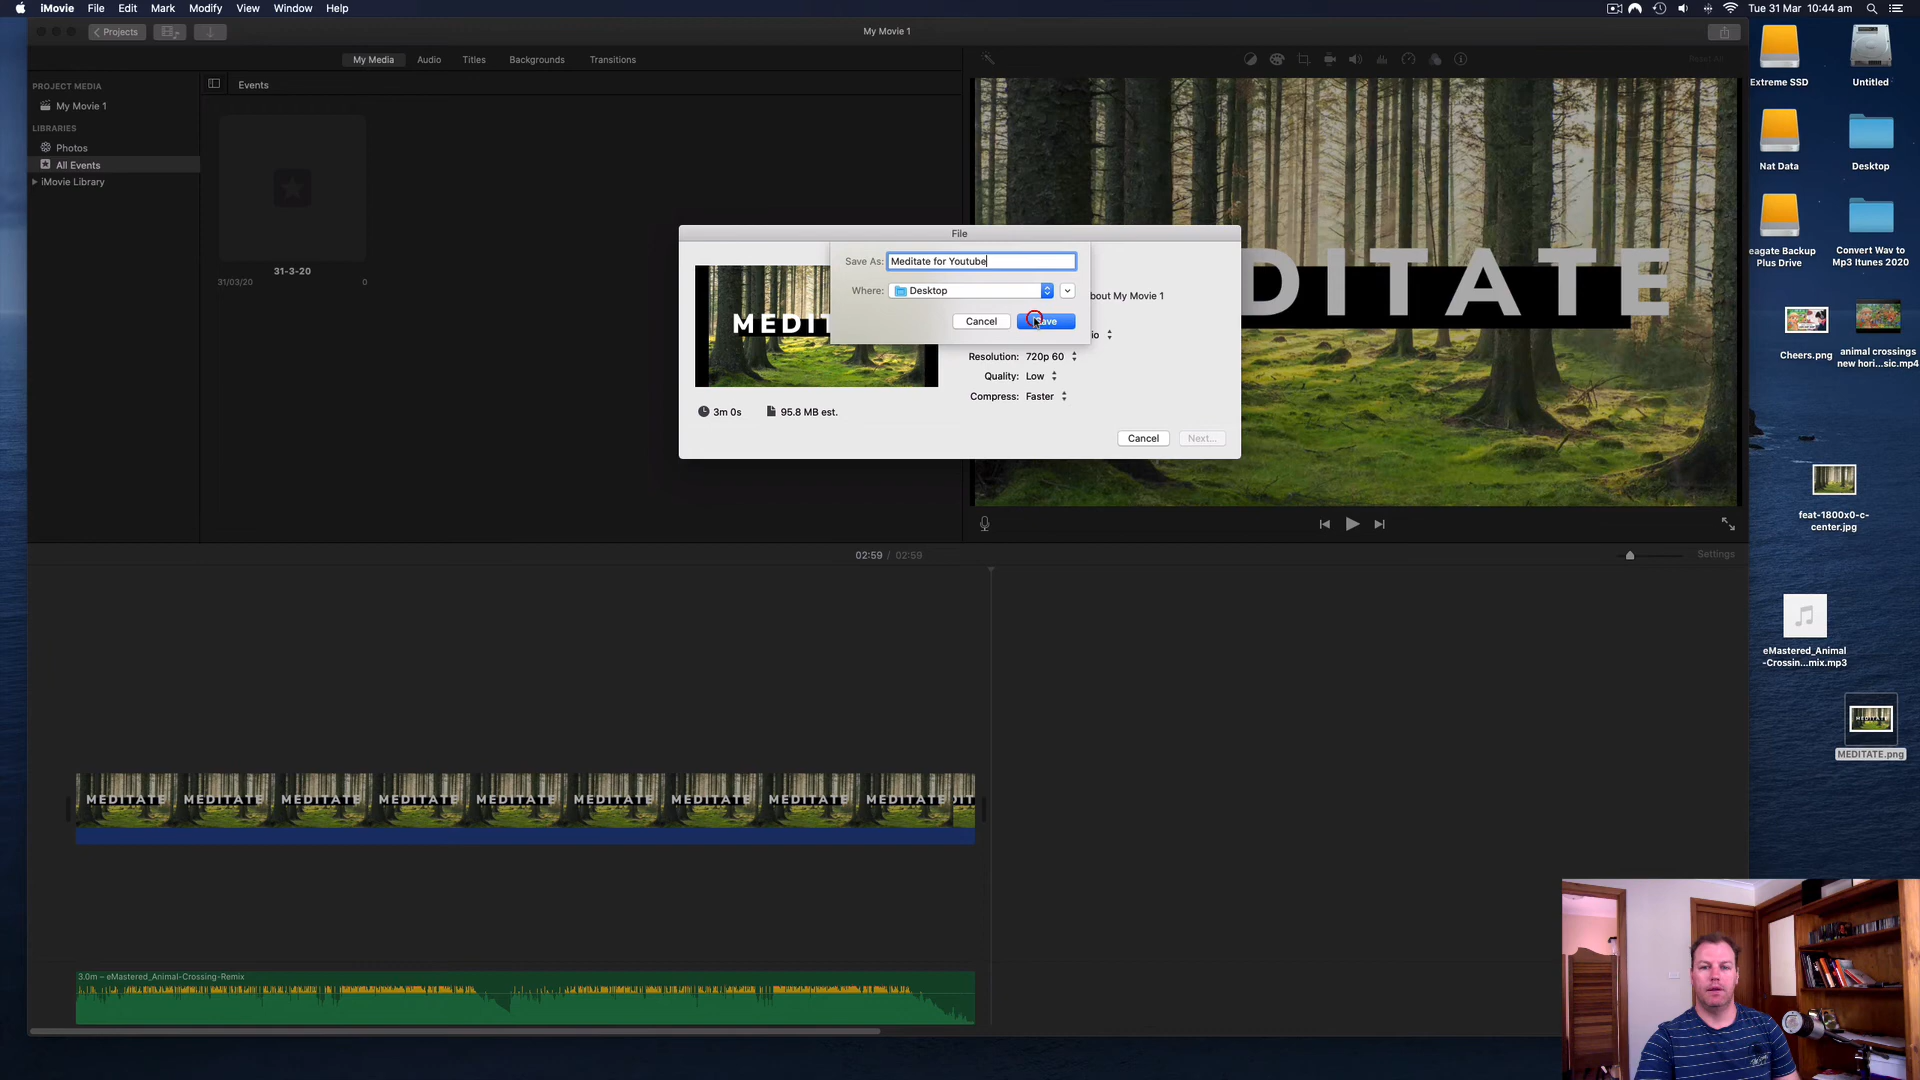 iMovie File Edit Mark Modify View Window Help
Tue 31 Mar 10:44 am
Projects
My Movie 1
My Media Audio Titles Backgrounds Transitions
Reset All
PROJECT MEDIA
My Movie 1
LIBRARIES
Photos
All Events
iMovie Library
Events
31-3-20
31/03/20 0
File
Save As: Meditate for Youtube
Where: Desktop
Cancel
bout My Movie 1
io
Resolution: 720p 60
Quality: Low
Compress: Faster
MEDIT
3m 0s 95.8 MB est.
Cancel Next...
DITATE
02:59 / 02:59
Settings
MEDITATE MEDITATE MEDITATE MEDITATE MEDITATE MEDITATE MEDITATE MEDITATE MEDITATE
3.0m – eMastered_Animal-Crossing-Remix
Extreme SSD
Untitled
Nat Data
Desktop
eagate Backup
Plus Drive
Convert Wav to
Mp3 Itunes 2020
Cheers.png
animal crossings
new hori...sic.mp4
feat-1800x0-c-
center.jpg
eMastered_Animal
-Crossin...mix.mp3
MEDITATE
MEDITATE.png